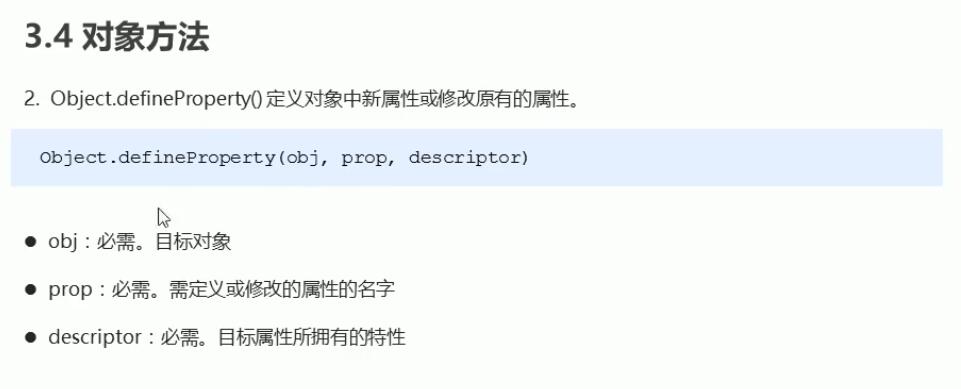 3.4 对象方法
2. Object.defineProperty() 定义对象中新属性或修改原有的属性。
Object.defineProperty(obj, prop, descriptor)
● obj：必需。目标对象
● prop：必需。需定义或修改的属性的名字
● descriptor：必需。目标属性所拥有的特性